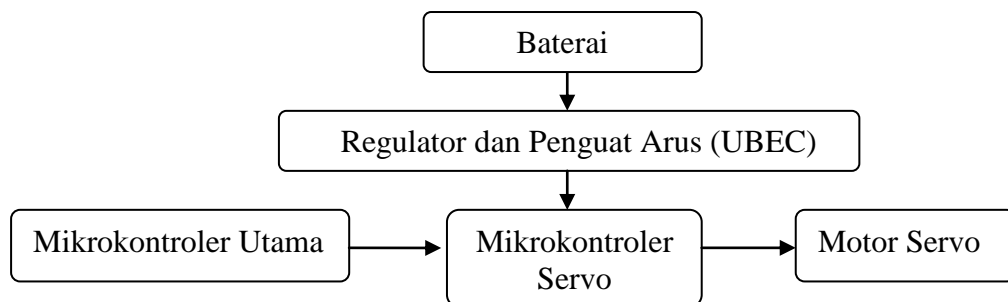 Baterai
Regulator dan Penguat Arus (UBEC)
Mikrokontroler Utama
Mikrokontroler
Servo
Motor Servo